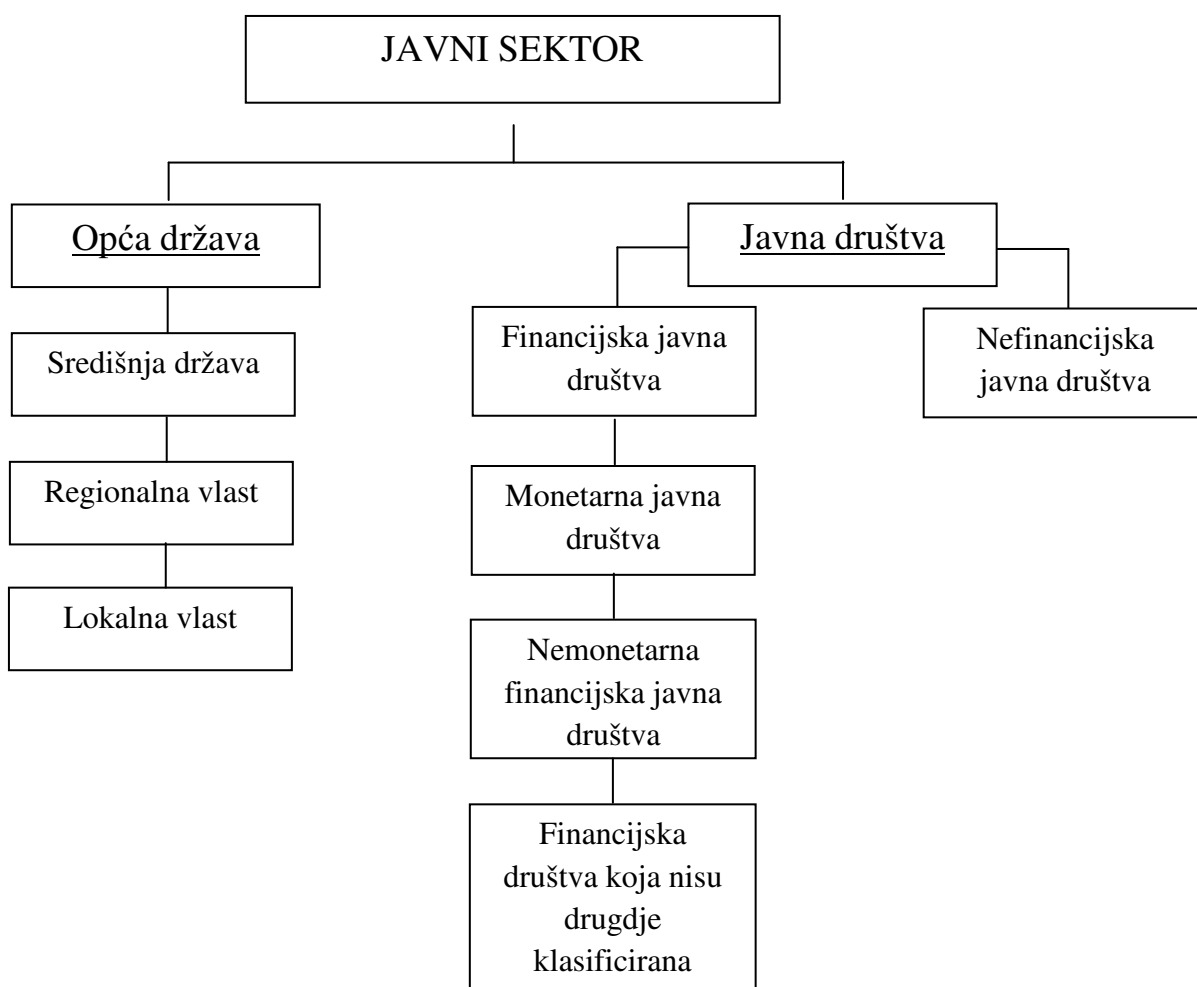 JAVNI SEKTOR
Opća država
Javna društva
Središnja država
Regionalna vlast
Lokalna vlast
Financijska javna
društva
Nefinancijska
javna društva
Monetarna javna
društva
Nemonetarna
financijska javna
društva
Financijska
društva koja nisu
drugdje
klasificirana